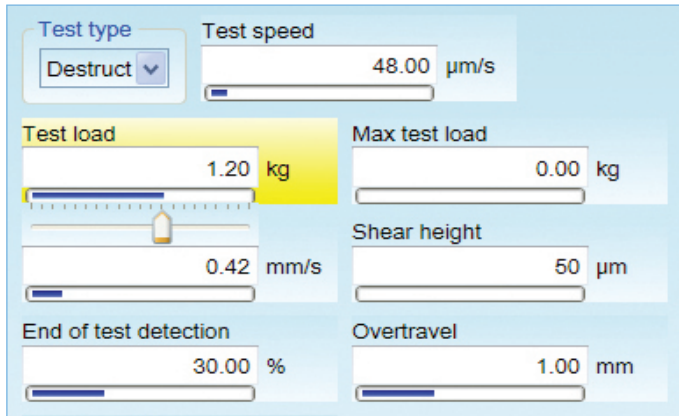 Test type
Destruct
Test speed
48.00 µm/s
Test load
1.20 kg
Max test load
0.00 kg
0.42 mm/s
Shear height
50 µm
End of test detection
30.00 %
Overtravel
1.00 mm